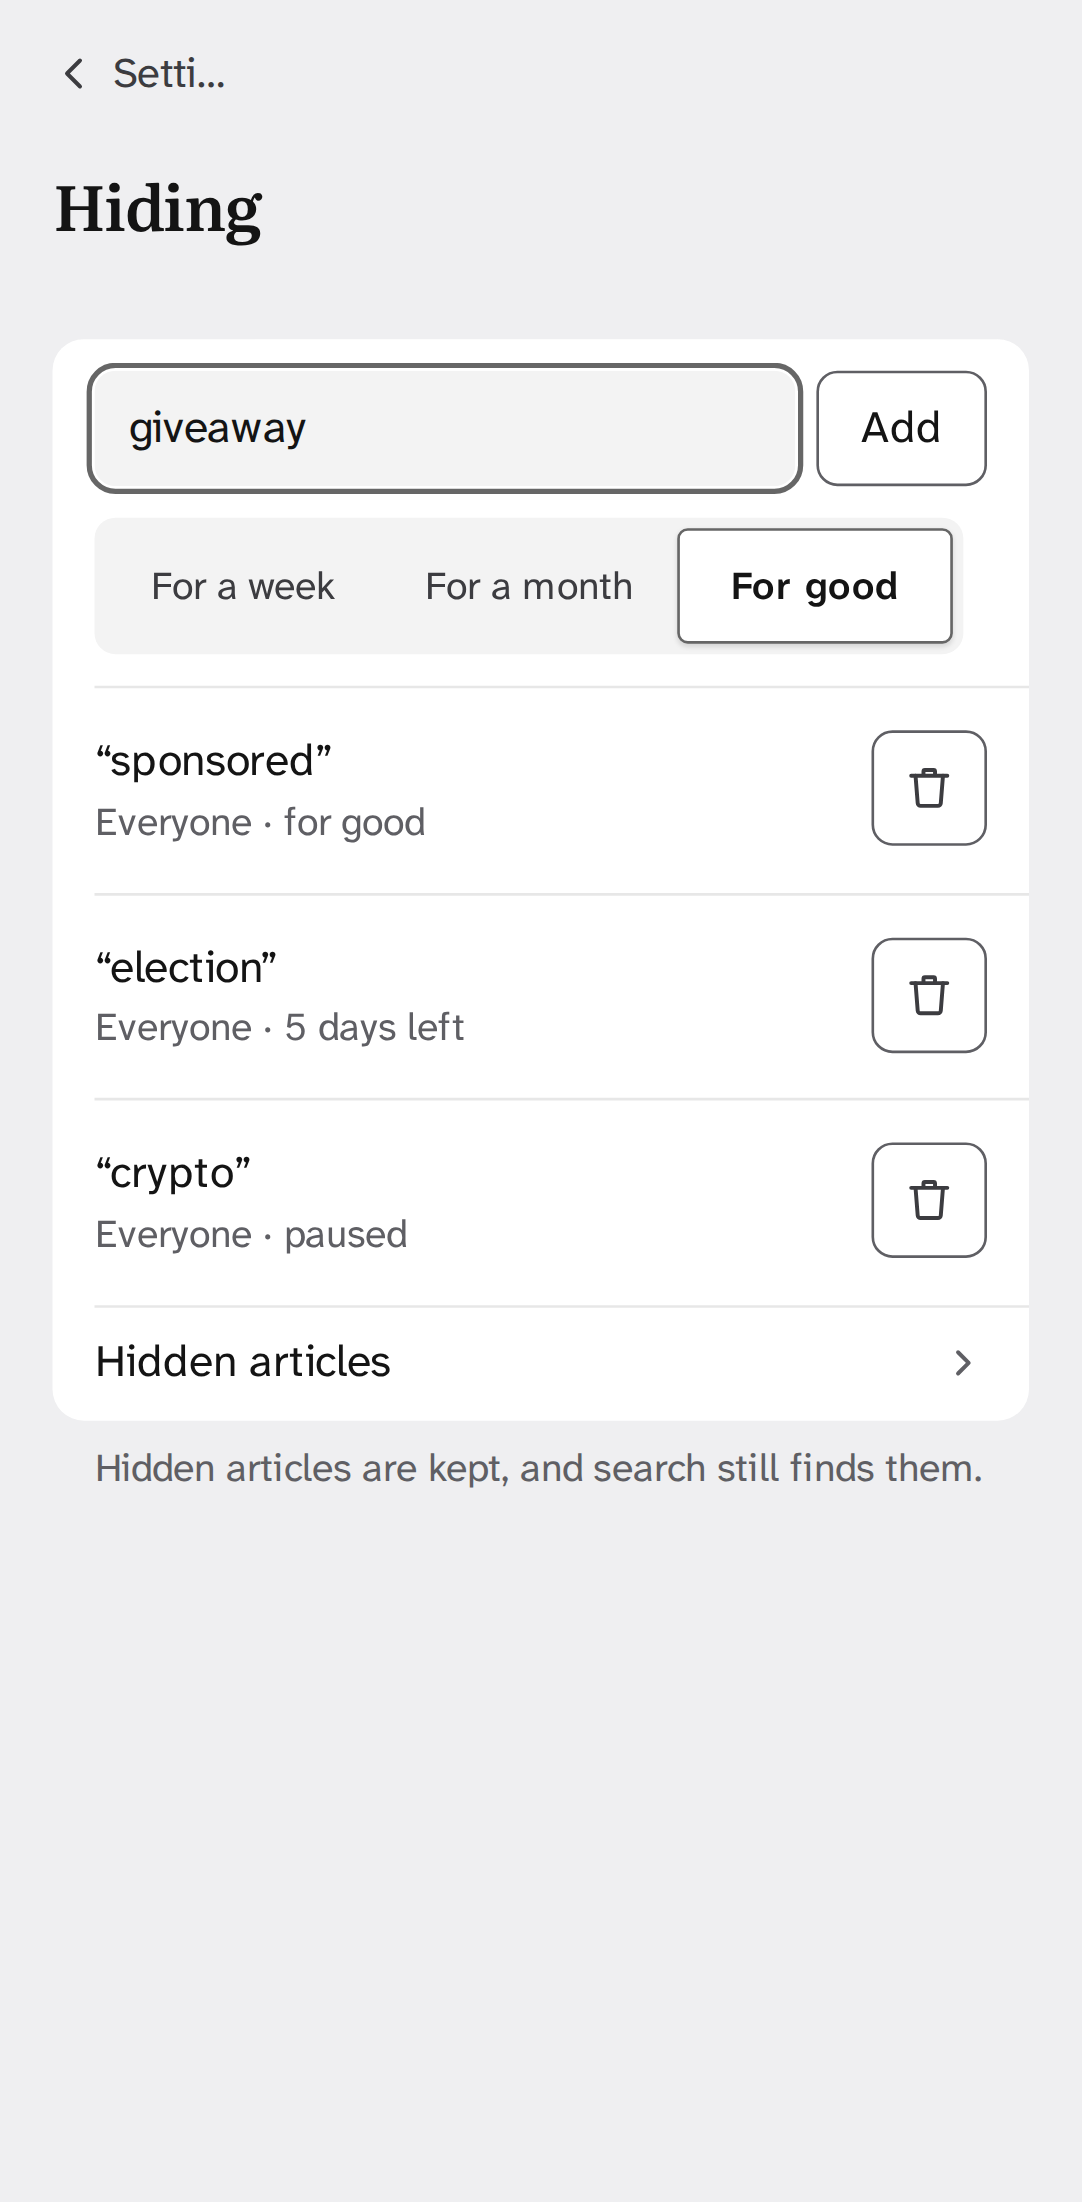 Setti...
Hiding
giveaway
Add
For a week
For a month
For good
“sponsored”
Everyone · for good
“election”
Everyone · 5 days left
“crypto”
Everyone · paused
Hidden articles
Hidden articles are kept, and search still finds them.